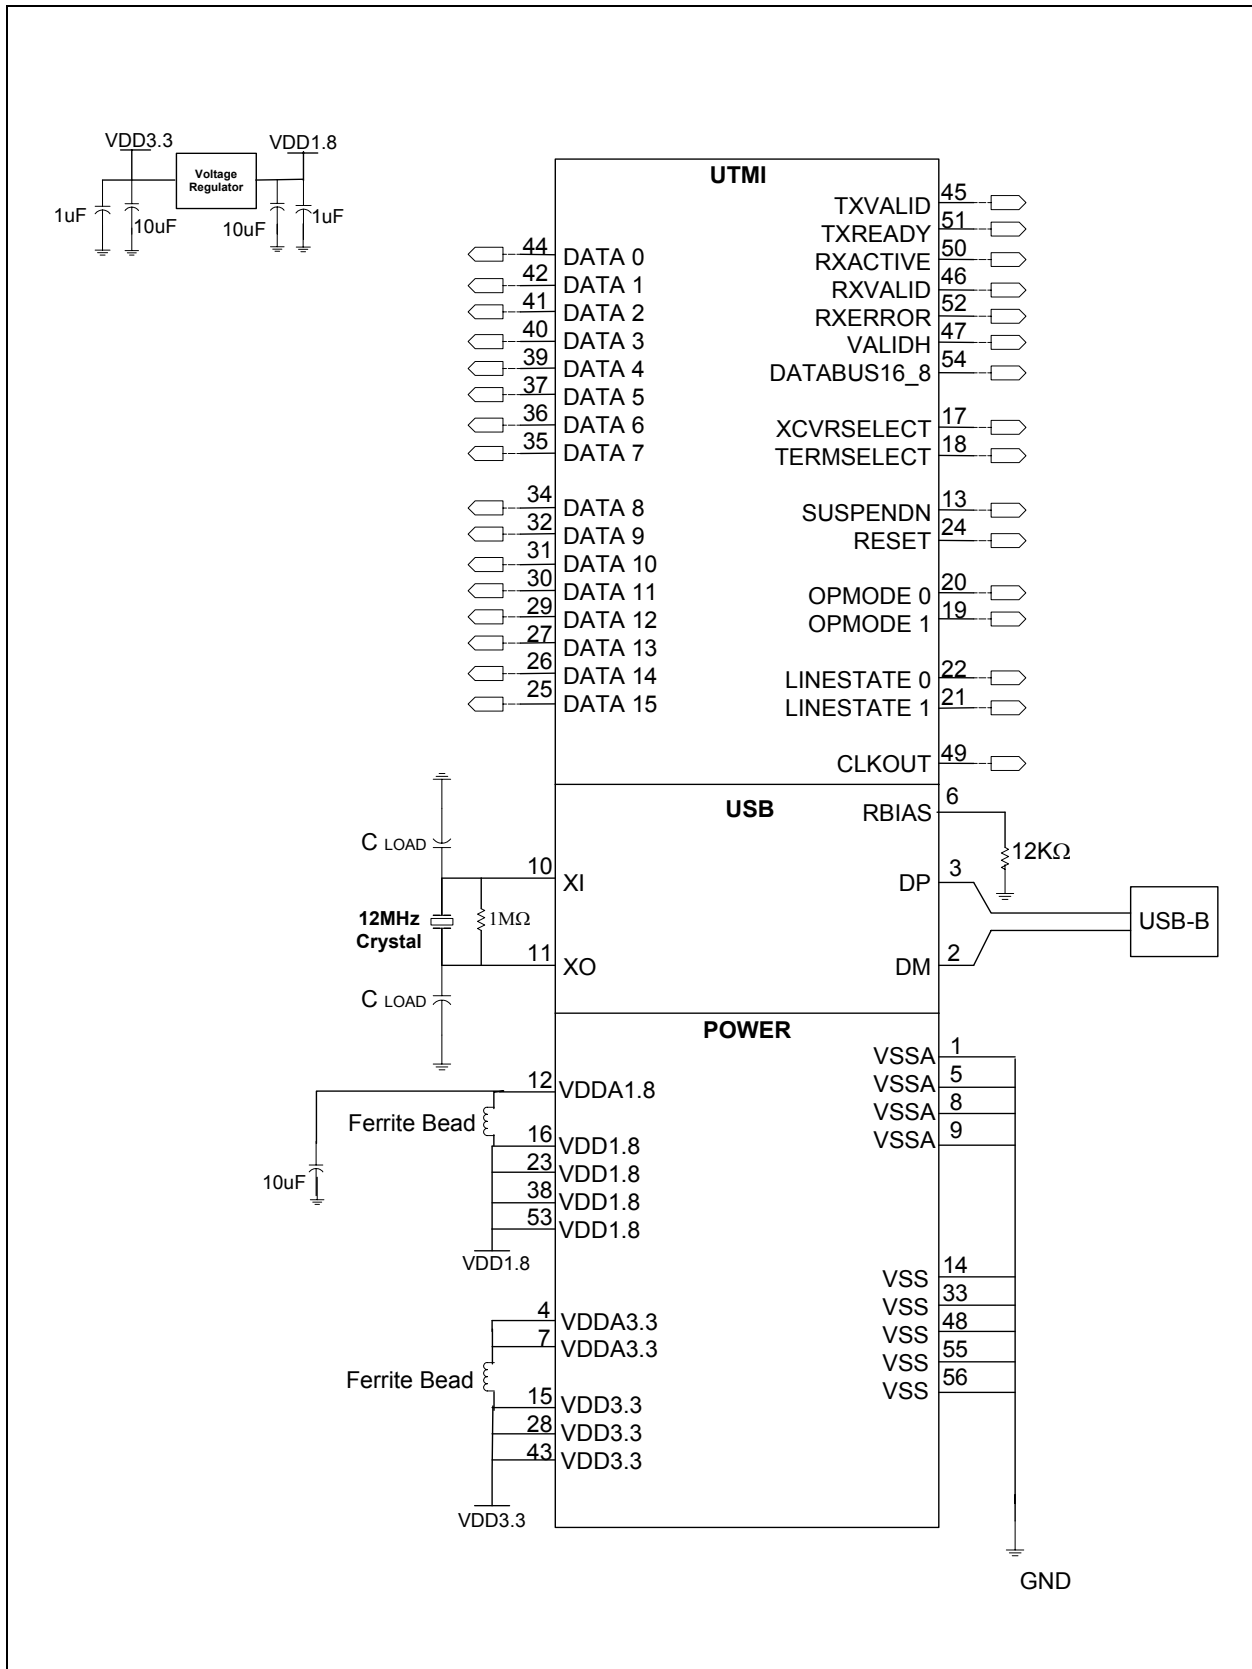 VDD3.3
VDD1.8
Voltage
Regulator
1uF
10uF
10uF
1uF
UTMI
44 DATA 0
42 DATA 1
41 DATA 2
40 DATA 3
39 DATA 4
37 DATA 5
36 DATA 6
35 DATA 7
34 DATA 8
32 DATA 9
31 DATA 10
30 DATA 11
29 DATA 12
27 DATA 13
26 DATA 14
25 DATA 15
TXVALID 45
TXREADY 51
RXACTIVE 50
RXVALID 46
RXERROR 52
VALIDH 47
DATABUS16_8 54
XCVRSELECT 17
TERMSELECT 18
SUSPENDN 13
RESET 24
OPMODE 0 20
OPMODE 1 19
LINESTATE 0 22
LINESTATE 1 21
CLKOUT 49
USB
C LOAD
10 XI
12MHz
Crystal
1MΩ
11 XO
C LOAD
RBIAS 6
12KΩ
DP 3
USB-B
DM 2
POWER
12 VDDA1.8
Ferrite Bead
16 VDD1.8
23 VDD1.8
10uF
38 VDD1.8
53 VDD1.8
VDD1.8
4 VDDA3.3
7 VDDA3.3
Ferrite Bead
15 VDD3.3
28 VDD3.3
43 VDD3.3
VDD3.3
VSSA 1
VSSA 5
VSSA 8
VSSA 9
VSS 14
VSS 33
VSS 48
VSS 55
VSS 56
GND